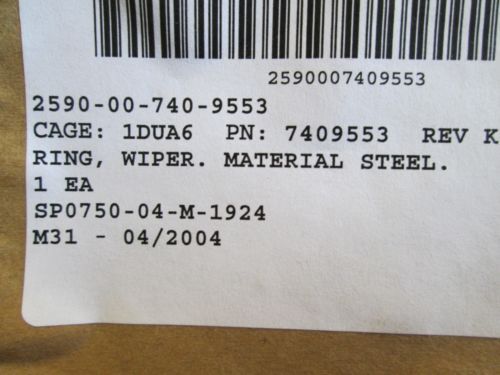 2590007409553
2590-00-740-9553
CAGE: 1DUA6 PN: 7409553 REV K
RING, WIPER. MATERIAL STEEL.
1 EA
SP0750-04-M-1924
M31 - 04/2004